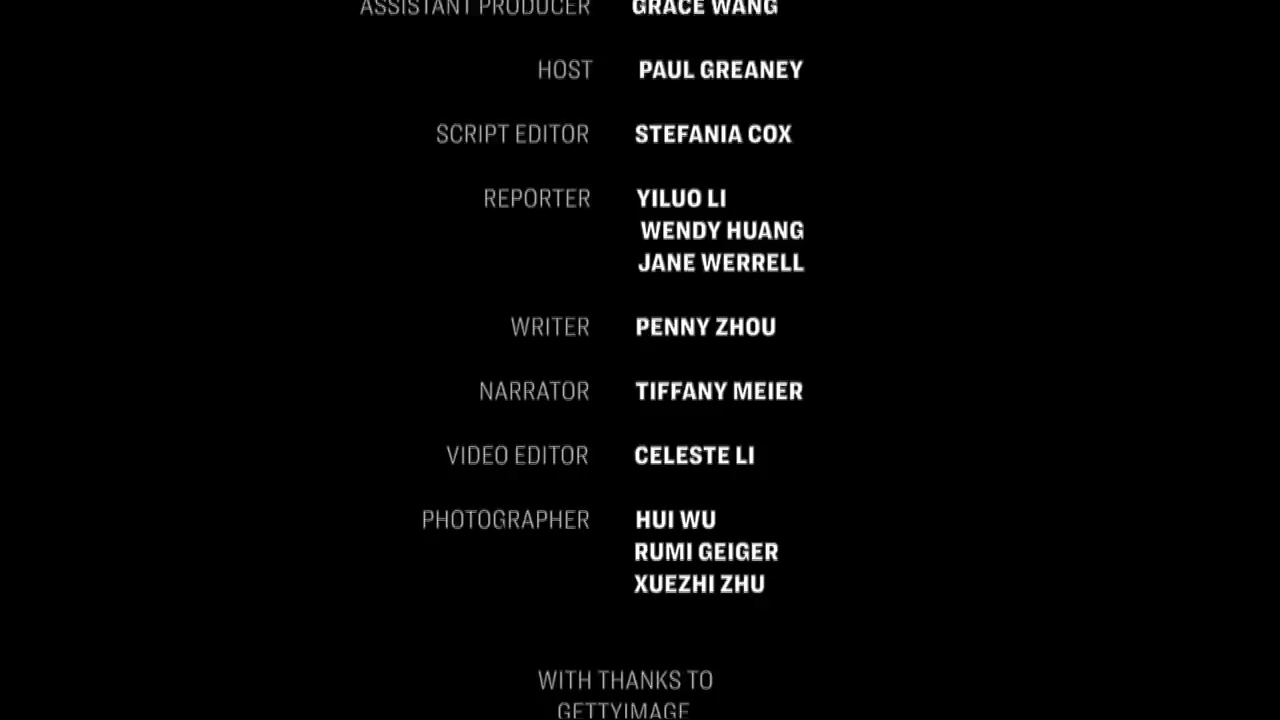 ASSISTANT PRODUCER GRACE WANG
HOST PAUL GREANEY
SCRIPT EDITOR STEFANIA COX
REPORTER YILUO LI
WENDY HUANG
JANE WERRELL
WRITER PENNY ZHOU
NARRATOR TIFFANY MEIER
VIDEO EDITOR CELESTE LI
PHOTOGRAPHER HUI WU
RUMI GEIGER
XUEZHI ZHU
WITH THANKS TO
GETTYIMAGE